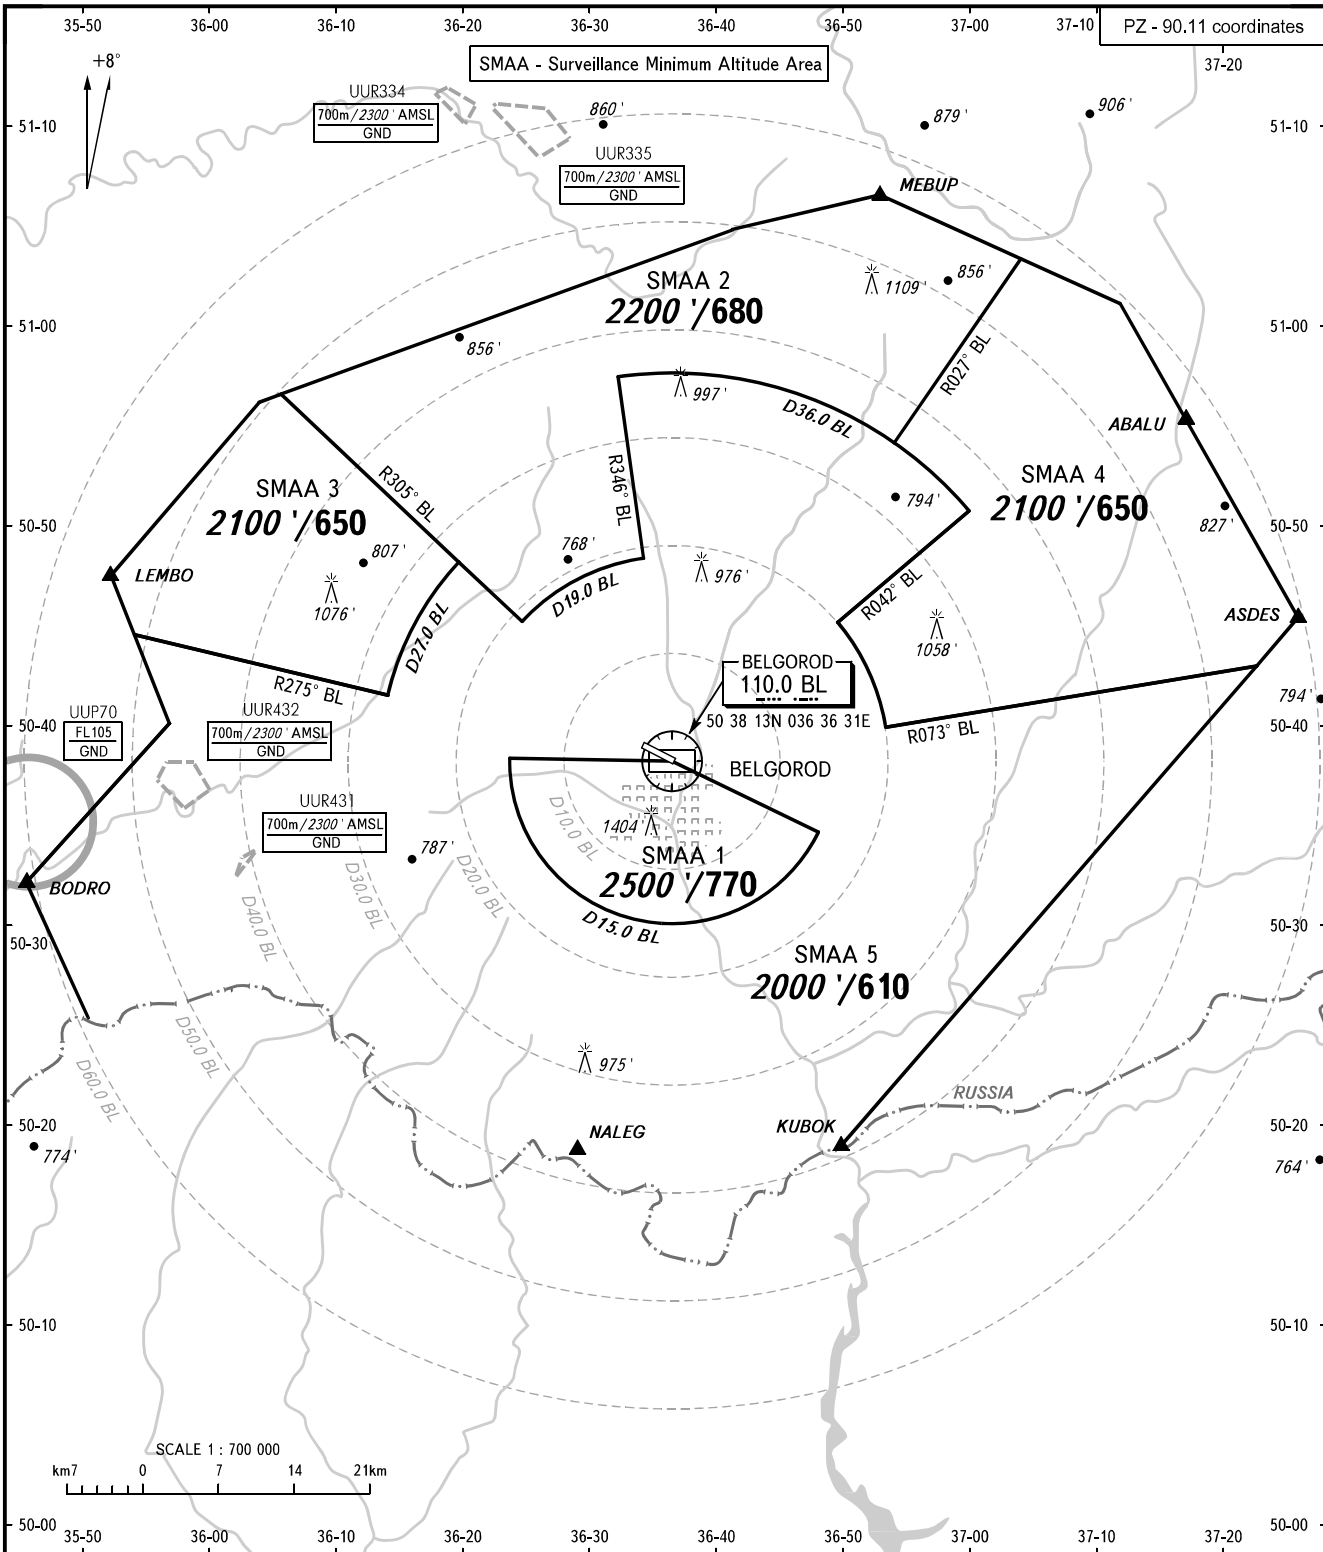 35-50 36-00 36-10 36-20 36-31 36-40 36-50 37-00 37-10
PZ - 90.11 coordinates
37-20
+8°
SMAA - Surveillance Minimum Altitude Area
UUR334
700m/2300' AMSL
GND
860'
879'
906'
51-10
51-10
UUR335
700m/2300' AMSL
GND
MEBUP
SMAA 2
2200 '/680
1109'
856'
51-00
51-00
856'
R027° BL
997'
D36.0 BL
ABALU
R305° BL
R346° BL
SMAA 3
2100 '/650
SMAA 4
2100 '/650
794'
827'
50-50
50-50
807'
768'
976'
LEMBO
1076'
D19.0 BL
R042° BL
D27.0 BL
1058'
ASDES
BELGOROD
110.0 BL
50 38 13N 036 36 31E
R275° BL
794'
UUP70
FL105
GND
UUR432
700m/2300' AMSL
GND
R073° BL
50-40
50-40
BELGOROD
UUR431
700m/2300' AMSL
GND
D10.0 BL
1404'
787'
SMAA 1
2500 '/770
D20.0 BL
D30.0 BL
D40.0 BL
BODRO
D15.0 BL
50-30
50-30
SMAA 5
2000 '/610
D50.0 BL
D60.0 BL
975'
RUSSIA
50-20
50-20
NALEG
KUBOK
774'
764'
50-10
50-10
SCALE 1 : 700 000
km7 0 7 14 21km
50-00
50-00
35-50 36-00 36-10 36-20 36-31 36-40 36-50 37-00 37-10 37-20